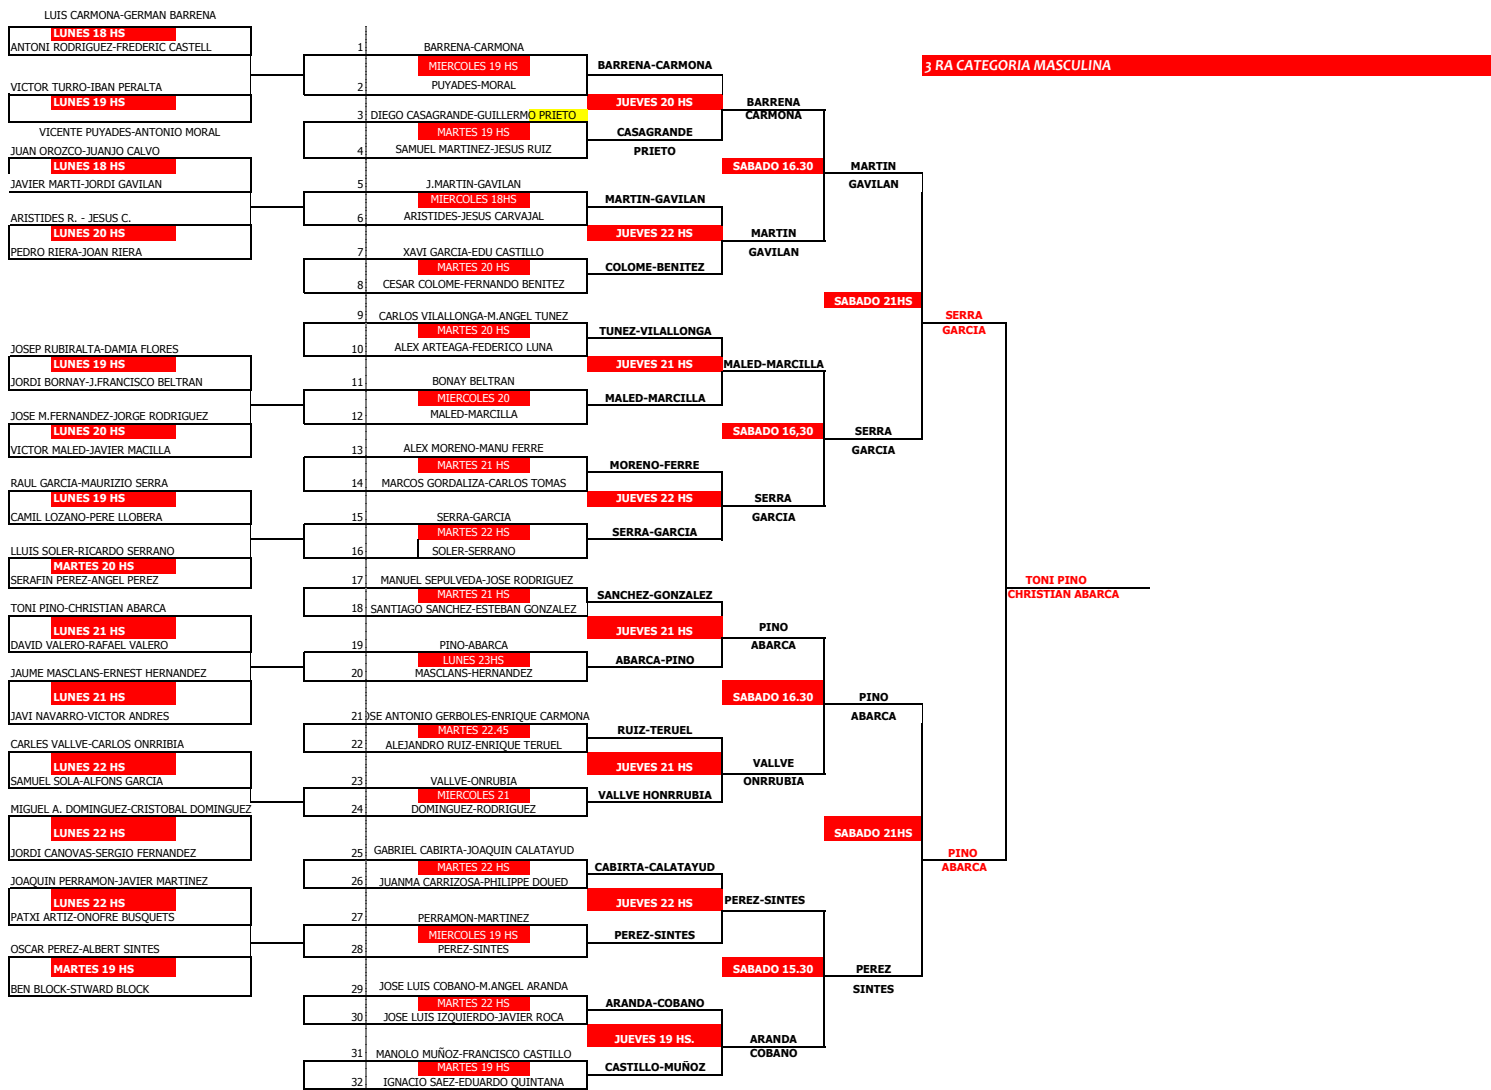 LUIS CARMONA-GERMAN BARRENA
LUNES 18 HS
ANTONI RODRIGUEZ-FREDERIC CASTELL
VICTOR TURRO-IBAN PERALTA
LUNES 19 HS
VICENTE PUYADES-ANTONIO MORAL
JUAN OROZCO-JUANJO CALVO
LUNES 18 HS
JAVIER MARTI-JORDI GAVILAN
ARISTIDES R. - JESUS C.
LUNES 20 HS
PEDRO RIERA-JOAN RIERA
JOSEP RUBIRALTA-DAMIA FLORES
LUNES 19 HS
JORDI BORNAY-J.FRANCISCO BELTRAN
JOSE M.FERNANDEZ-JORGE RODRIGUEZ
LUNES 20 HS
VICTOR MALED-JAVIER MACILLA
RAUL GARCIA-MAURIZIO SERRA
LUNES 19 HS
CAMIL LOZANO-PERE LLOBERA
LLUIS SOLER-RICARDO SERRANO
MARTES 20 HS
SERAFIN PEREZ-ANGEL PEREZ
TONI PINO-CHRISTIAN ABARCA
LUNES 21 HS
DAVID VALERO-RAFAEL VALERO
JAUME MASCLANS-ERNEST HERNANDEZ
LUNES 21 HS
JAVI NAVARRO-VICTOR ANDRES
CARLES VALLVE-CARLOS ONRRIBIA
LUNES 22 HS
SAMUEL SOLA-ALFONS GARCIA
MIGUEL A. DOMINGUEZ-CRISTOBAL DOMINGUEZ
LUNES 22 HS
JORDI CANOVAS-SERGIO FERNANDEZ
JOAQUIN PERRAMON-JAVIER MARTINEZ
LUNES 22 HS
PATXI ARTIZ-ONOFRE BUSQUETS
OSCAR PEREZ-ALBERT SINTES
MARTES 19 HS
BEN BLOCK-STWARD BLOCK
1 BARRENA-CARMONA
MIERCOLES 19 HS
2 PUYADES-MORAL
3 DIEGO CASAGRANDE-GUILLERMO PRIETO
MARTES 19 HS
4 SAMUEL MARTINEZ-JESUS RUIZ
5 J.MARTIN-GAVILAN
MIERCOLES 18HS
6 ARISTIDES-JESUS CARVAJAL
7 XAVI GARCIA-EDU CASTILLO
MARTES 20 HS
8 CESAR COLOME-FERNANDO BENITEZ
9 CARLOS VILALLONGA-M.ANGEL TUNEZ
MARTES 20 HS
10 ALEX ARTEAGA-FEDERICO LUNA
11 BONAY BELTRAN
MIERCOLES 20
12 MALED-MARCILLA
13 ALEX MORENO-MANU FERRE
MARTES 21 HS
14 MARCOS GORDALIZA-CARLOS TOMAS
15 SERRA-GARCIA
MARTES 22 HS
16 SOLER-SERRANO
17 MANUEL SEPULVEDA-JOSE RODRIGUEZ
MARTES 21 HS
18 SANTIAGO SANCHEZ-ESTEBAN GONZALEZ
19 PINO-ABARCA
LUNES 23HS
20 MASCLANS-HERNANDEZ
21 OSE ANTONIO GERBOLES-ENRIQUE CARMONA
MARTES 22.45
22 ALEJANDRO RUIZ-ENRIQUE TERUEL
23 VALLVE-ONRUBIA
MIERCOLES 21
24 DOMINGUEZ-RODRIGUEZ
25 GABRIEL CABIRTA-JOAQUIN CALATAYUD
MARTES 22 HS
26 JUANMA CARRIZOSA-PHILIPPE DOUED
27 PERRAMON-MARTINEZ
MIERCOLES 19 HS
28 PEREZ-SINTES
29 JOSE LUIS COBANO-M.ANGEL ARANDA
MARTES 22 HS
30 JOSE LUIS IZQUIERDO-JAVIER ROCA
31 MANOLO MUÑOZ-FRANCISCO CASTILLO
MARTES 19 HS
32 IGNACIO SAEZ-EDUARDO QUINTANA
BARRENA-CARMONA
JUEVES 20 HS
CASAGRANDE
PRIETO
MARTIN-GAVILAN
JUEVES 22 HS
COLOME-BENITEZ
TUNEZ-VILALLONGA
JUEVES 21 HS
MALED-MARCILLA
MORENO-FERRE
JUEVES 22 HS
SERRA-GARCIA
SANCHEZ-GONZALEZ
JUEVES 21 HS
ABARCA-PINO
RUIZ-TERUEL
JUEVES 21 HS
VALLVE HONRRUBIA
CABIRTA-CALATAYUD
JUEVES 22 HS
PEREZ-SINTES
ARANDA-COBANO
JUEVES 19 HS.
CASTILLO-MUÑOZ
BARRENA
CARMONA
SABADO 16.30
MARTIN
GAVILAN
MALED-MARCILLA
SABADO 16,30
SERRA
GARCIA
PINO
ABARCA
SABADO 16.30
VALLVE
ONRRUBIA
PEREZ-SINTES
SABADO 15.30
ARANDA
COBANO
MARTIN
GAVILAN
SABADO 21HS
SERRA
GARCIA
PINO
ABARCA
SABADO 21HS
PEREZ
SINTES
3 RA CATEGORIA MASCULINA
SERRA
GARCIA
PINO
ABARCA
TONI PINO
CHRISTIAN ABARCA